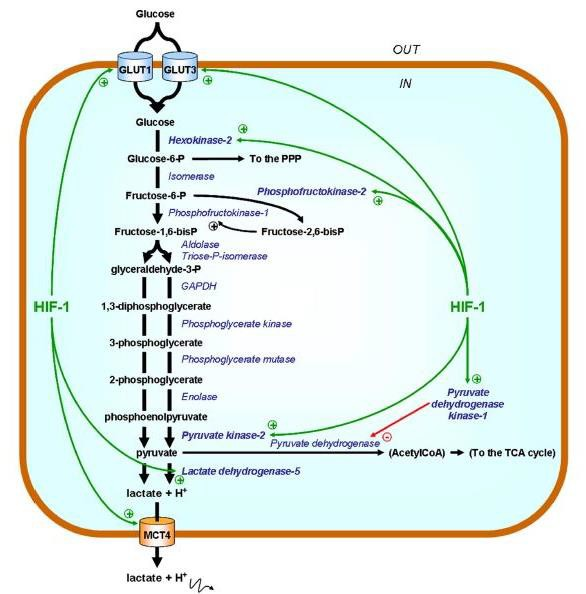 Glucose
OUT
GLUT1 GLUT3
IN
Glucose
Hexokinase-2
Glucose-6-P To the PPP
Isomerase
Fructose-6-P Phosphofructokinase-2
Phosphofructokinase-1
Fructose-1,6-bisP Fructose-2,6-bisP
Aldolase
Triose-P-isomerase
glyceraldehyde-3-P
GAPDH
HIF-1 1,3-diphosphoglycerate HIF-1
Phosphoglycerate kinase
3-phosphoglycerate
Phosphoglycerate mutase
2-phosphoglycerate
Enolase
Pyruvate
dehydrogenase
kinase-1
phosphoenolpyruvate
Pyruvate kinase-2
Pyruvate dehydrogenase
pyruvate (AcetylCoA) (To the TCA cycle)
Lactate dehydrogenase-5
lactate + H+
MCT4
lactate + H+